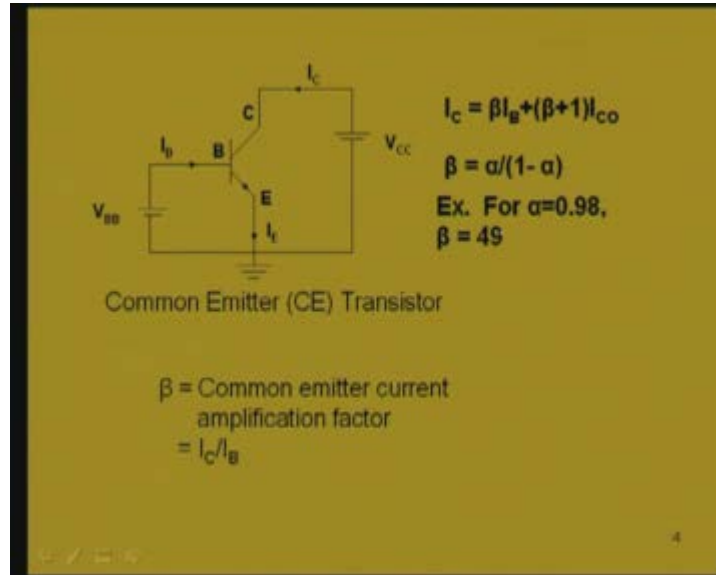 I_C
C
I_B
B
V_CC
E
V_BB
I_E
I_C = βI_B+(β+1)I_CO
β = α/(1- α)
Ex. For α=0.98,
β = 49
Common Emitter (CE) Transistor
β = Common emitter current
amplification factor
= I_C/I_B
4